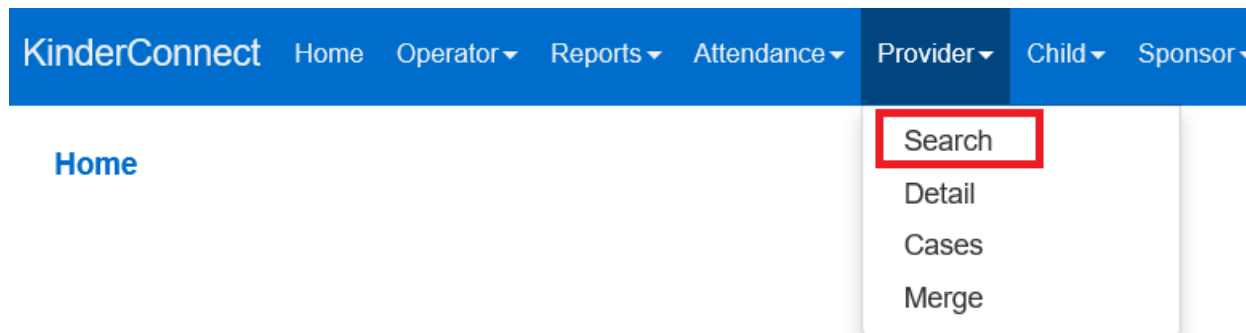 KinderConnect Home Operator Reports Attendance Provider Child Sponsor
Home
Search
Detail
Cases
Merge